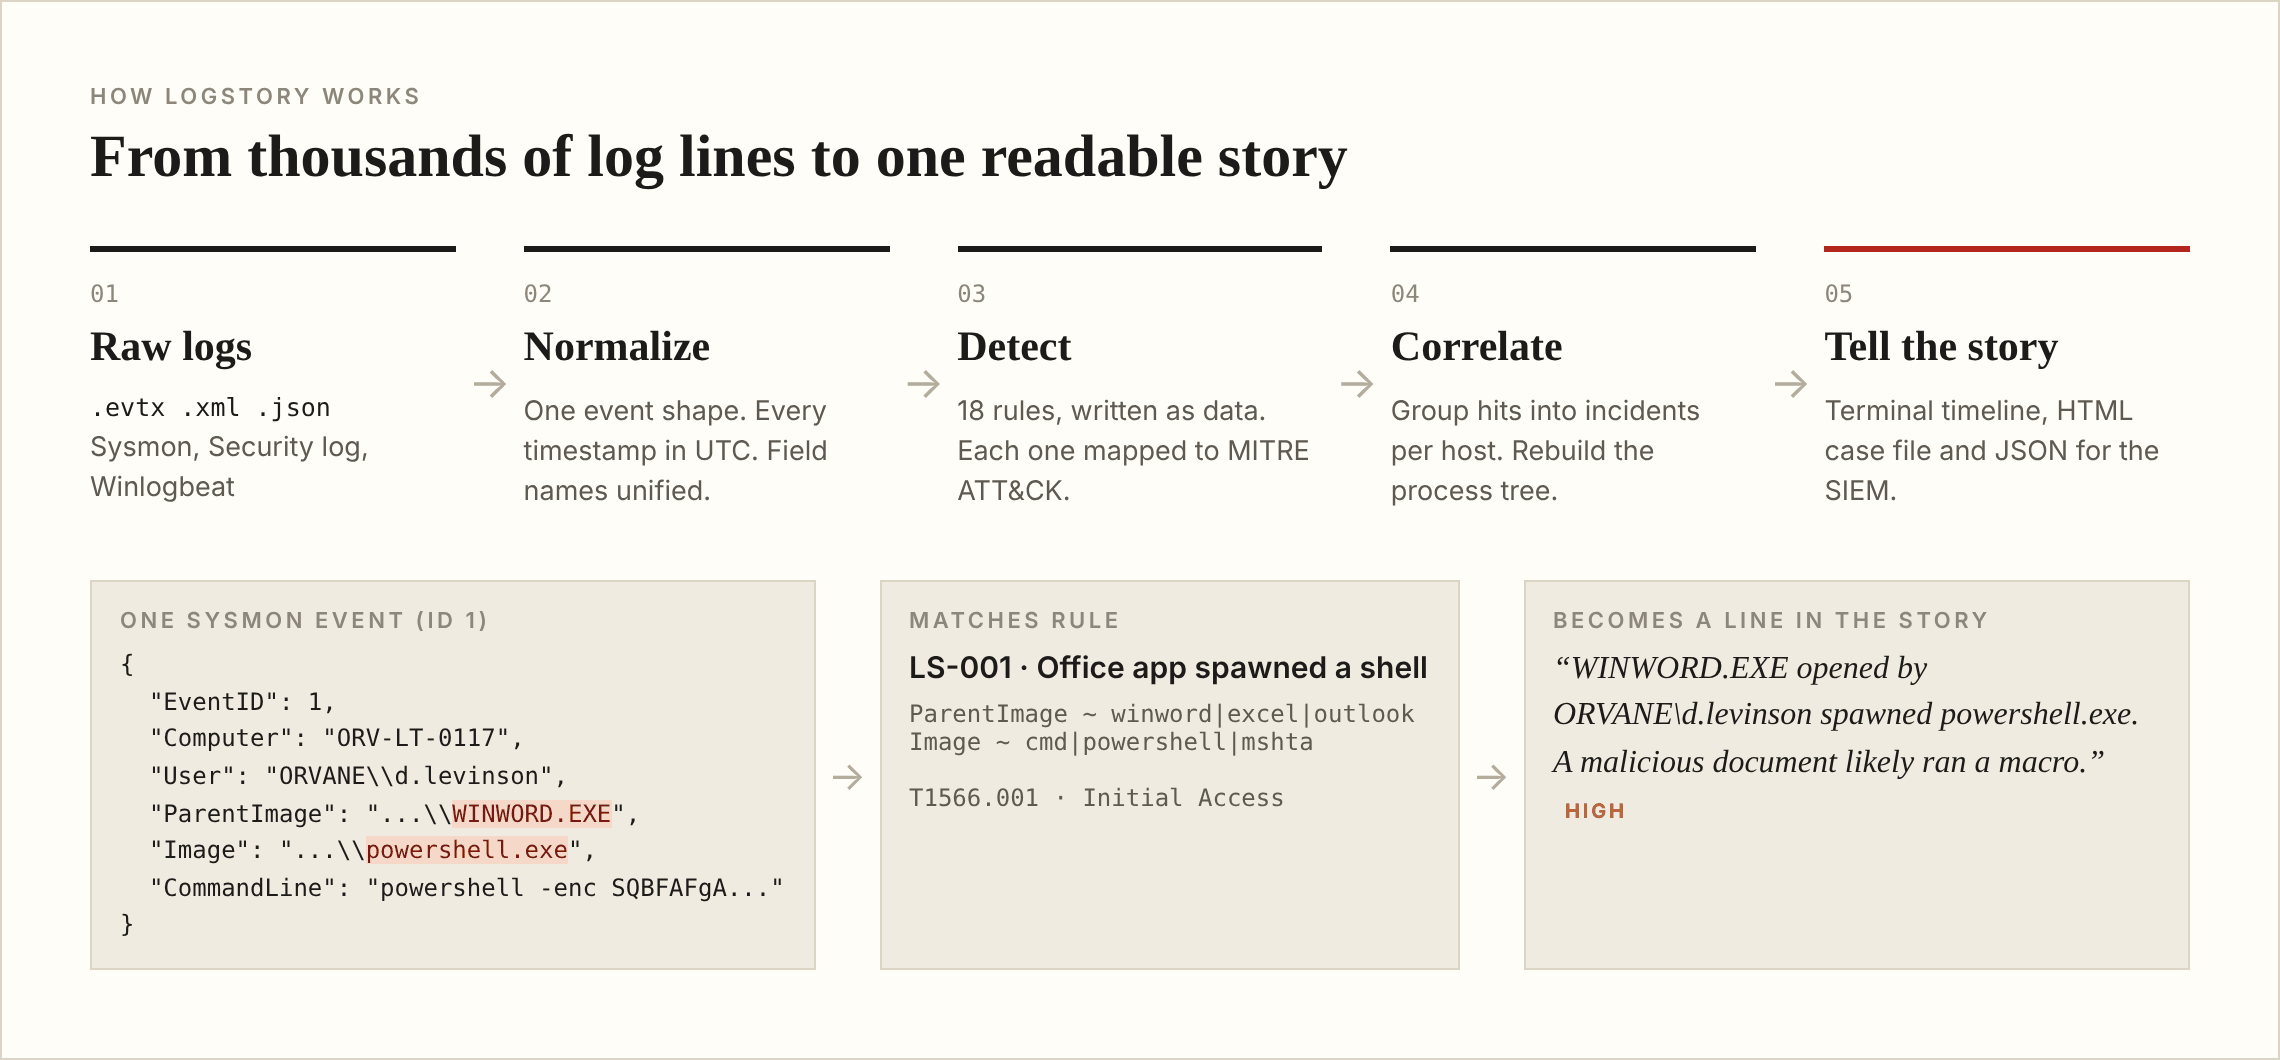 HOW LOGSTORY WORKS
From thousands of log lines to one readable story
01
Raw logs
.evtx .xml .json
Sysmon, Security log,
Winlogbeat
→
02
Normalize
One event shape. Every
timestamp in UTC. Field
names unified.
→
03
Detect
18 rules, written as data.
Each one mapped to MITRE
ATT&CK.
→
04
Correlate
Group hits into incidents
per host. Rebuild the
process tree.
→
05
Tell the story
Terminal timeline, HTML
case file and JSON for the
SIEM.
ONE SYSMON EVENT (ID 1)
{
  "EventID": 1,
  "Computer": "ORV-LT-0117",
  "User": "ORVANE\\d.levinson",
  "ParentImage": "...\\WINWORD.EXE",
  "Image": "...\\powershell.exe",
  "CommandLine": "powershell -enc SQBFAFgA..."
}
→
MATCHES RULE
LS-001 · Office app spawned a shell
ParentImage ~ winword|excel|outlook
Image ~ cmd|powershell|mshta
T1566.001 · Initial Access
→
BECOMES A LINE IN THE STORY
“WINWORD.EXE opened by
ORVANE\d.levinson spawned powershell.exe.
A malicious document likely ran a macro.”
HIGH